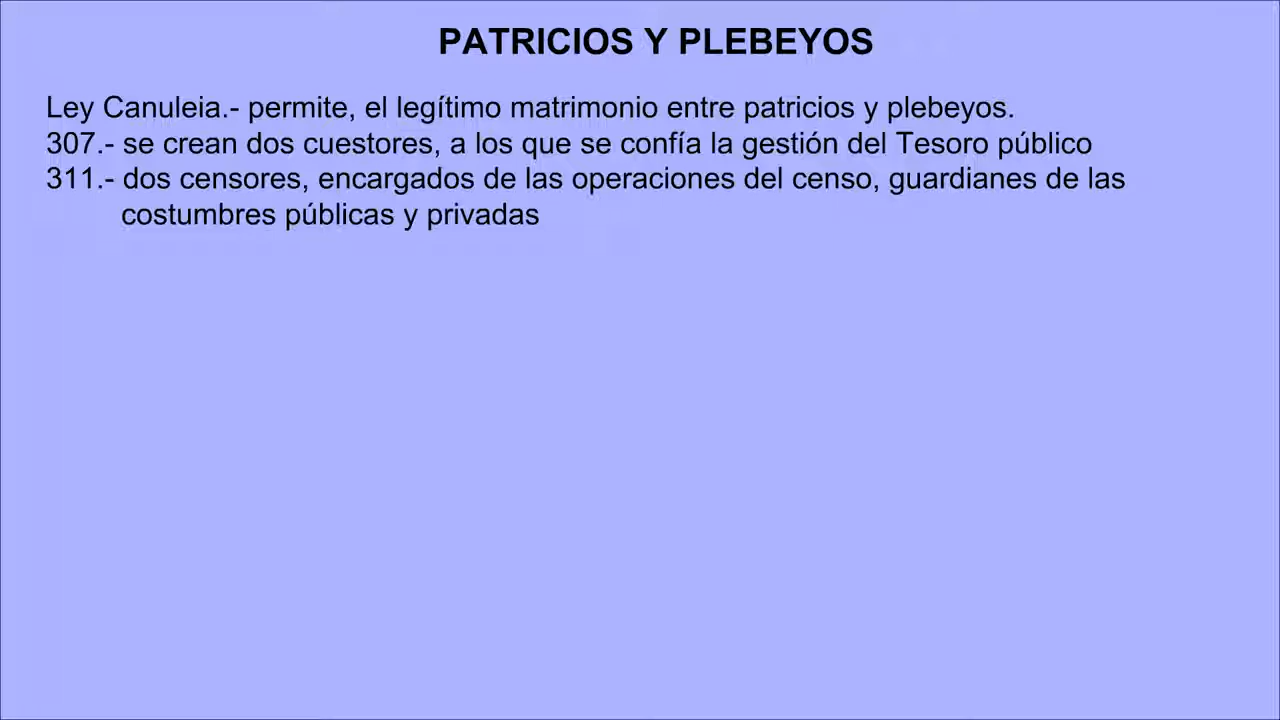 PATRICIOS Y PLEBEYOS
Ley Canuleia.- permite, el legítimo matrimonio entre patricios y plebeyos.
307.- se crean dos cuestores, a los que se confía la gestión del Tesoro público
311.- dos censores, encargados de las operaciones del censo, guardianes de las
costumbres públicas y privadas